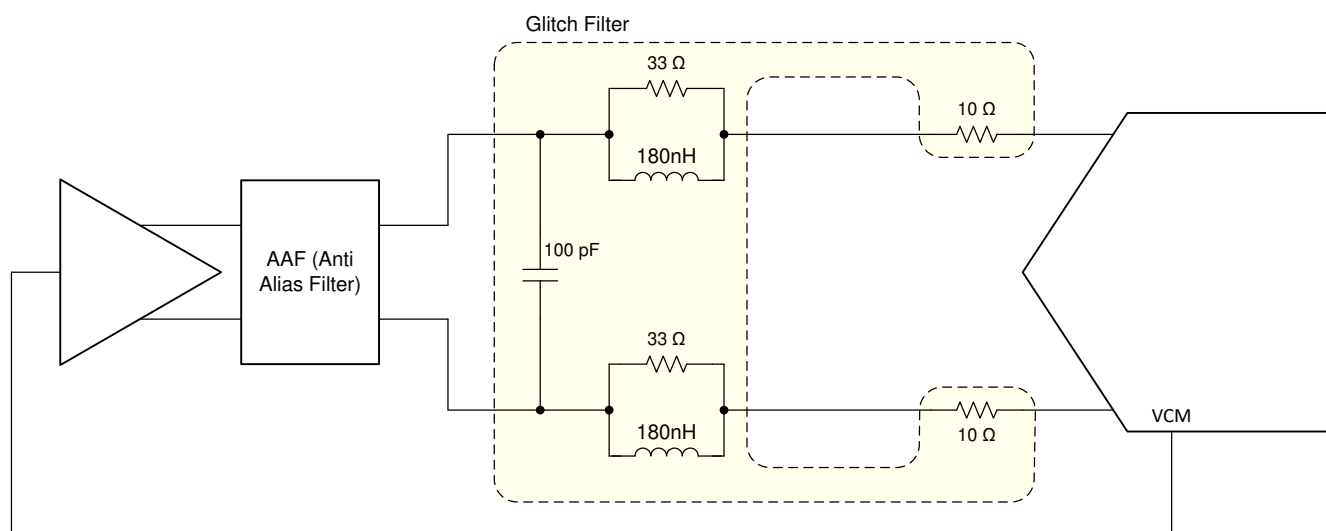 Glitch Filter
33 Ω
10 Ω
180nH
AAF (Anti
Alias Filter)
100 pF
33 Ω
180nH
10 Ω
VCM